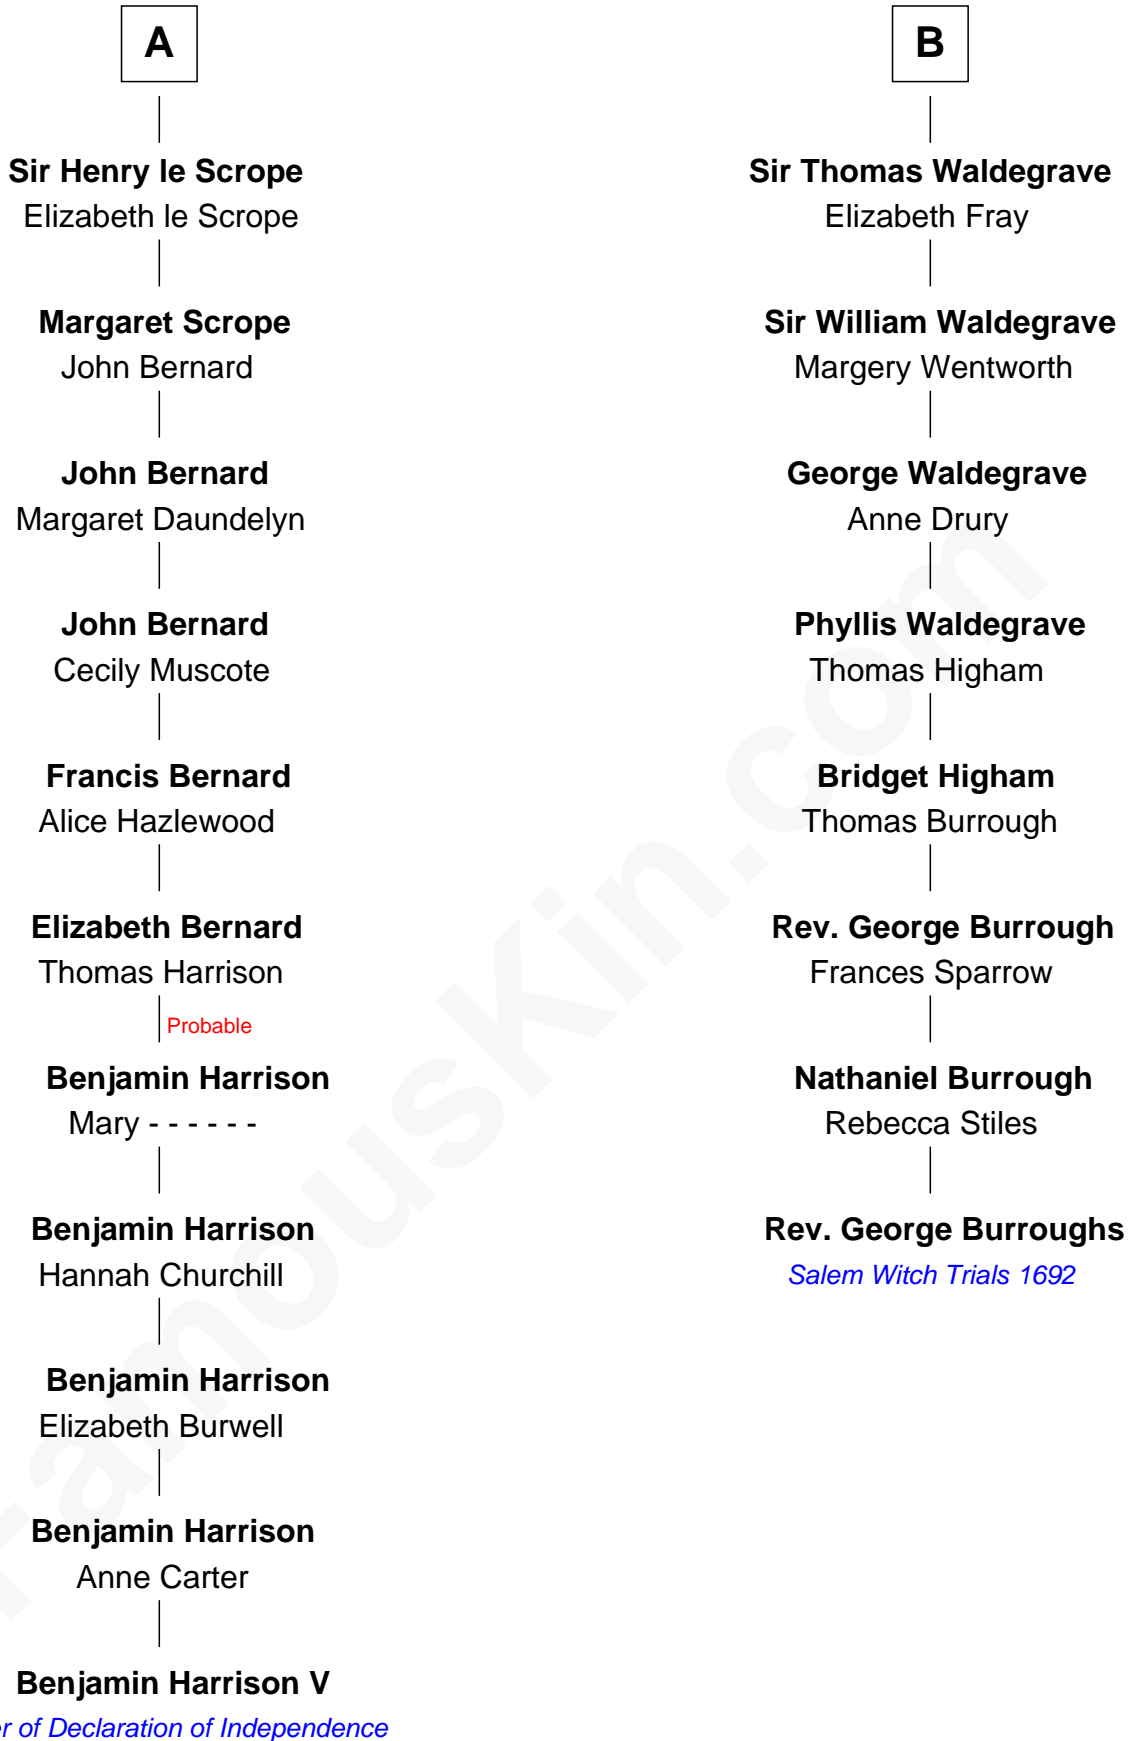 A
Sir Henry le Scrope
Elizabeth le Scrope
Margaret Scrope
John Bernard
John Bernard
Margaret Daundelyn
John Bernard
Cecily Muscote
Francis Bernard
Alice Hazlewood
Elizabeth Bernard
Thomas Harrison
Probable
Benjamin Harrison
Mary - - - - - -
Benjamin Harrison
Hannah Churchill
Benjamin Harrison
Elizabeth Burwell
Benjamin Harrison
Anne Carter
Benjamin Harrison V
er of Declaration of Independence
B
Sir Thomas Waldegrave
Elizabeth Fray
Sir William Waldegrave
Margery Wentworth
George Waldegrave
Anne Drury
Phyllis Waldegrave
Thomas Higham
Bridget Higham
Thomas Burrough
Rev. George Burrough
Frances Sparrow
Nathaniel Burrough
Rebecca Stiles
Rev. George Burroughs
Salem Witch Trials 1692
FamousKin.com